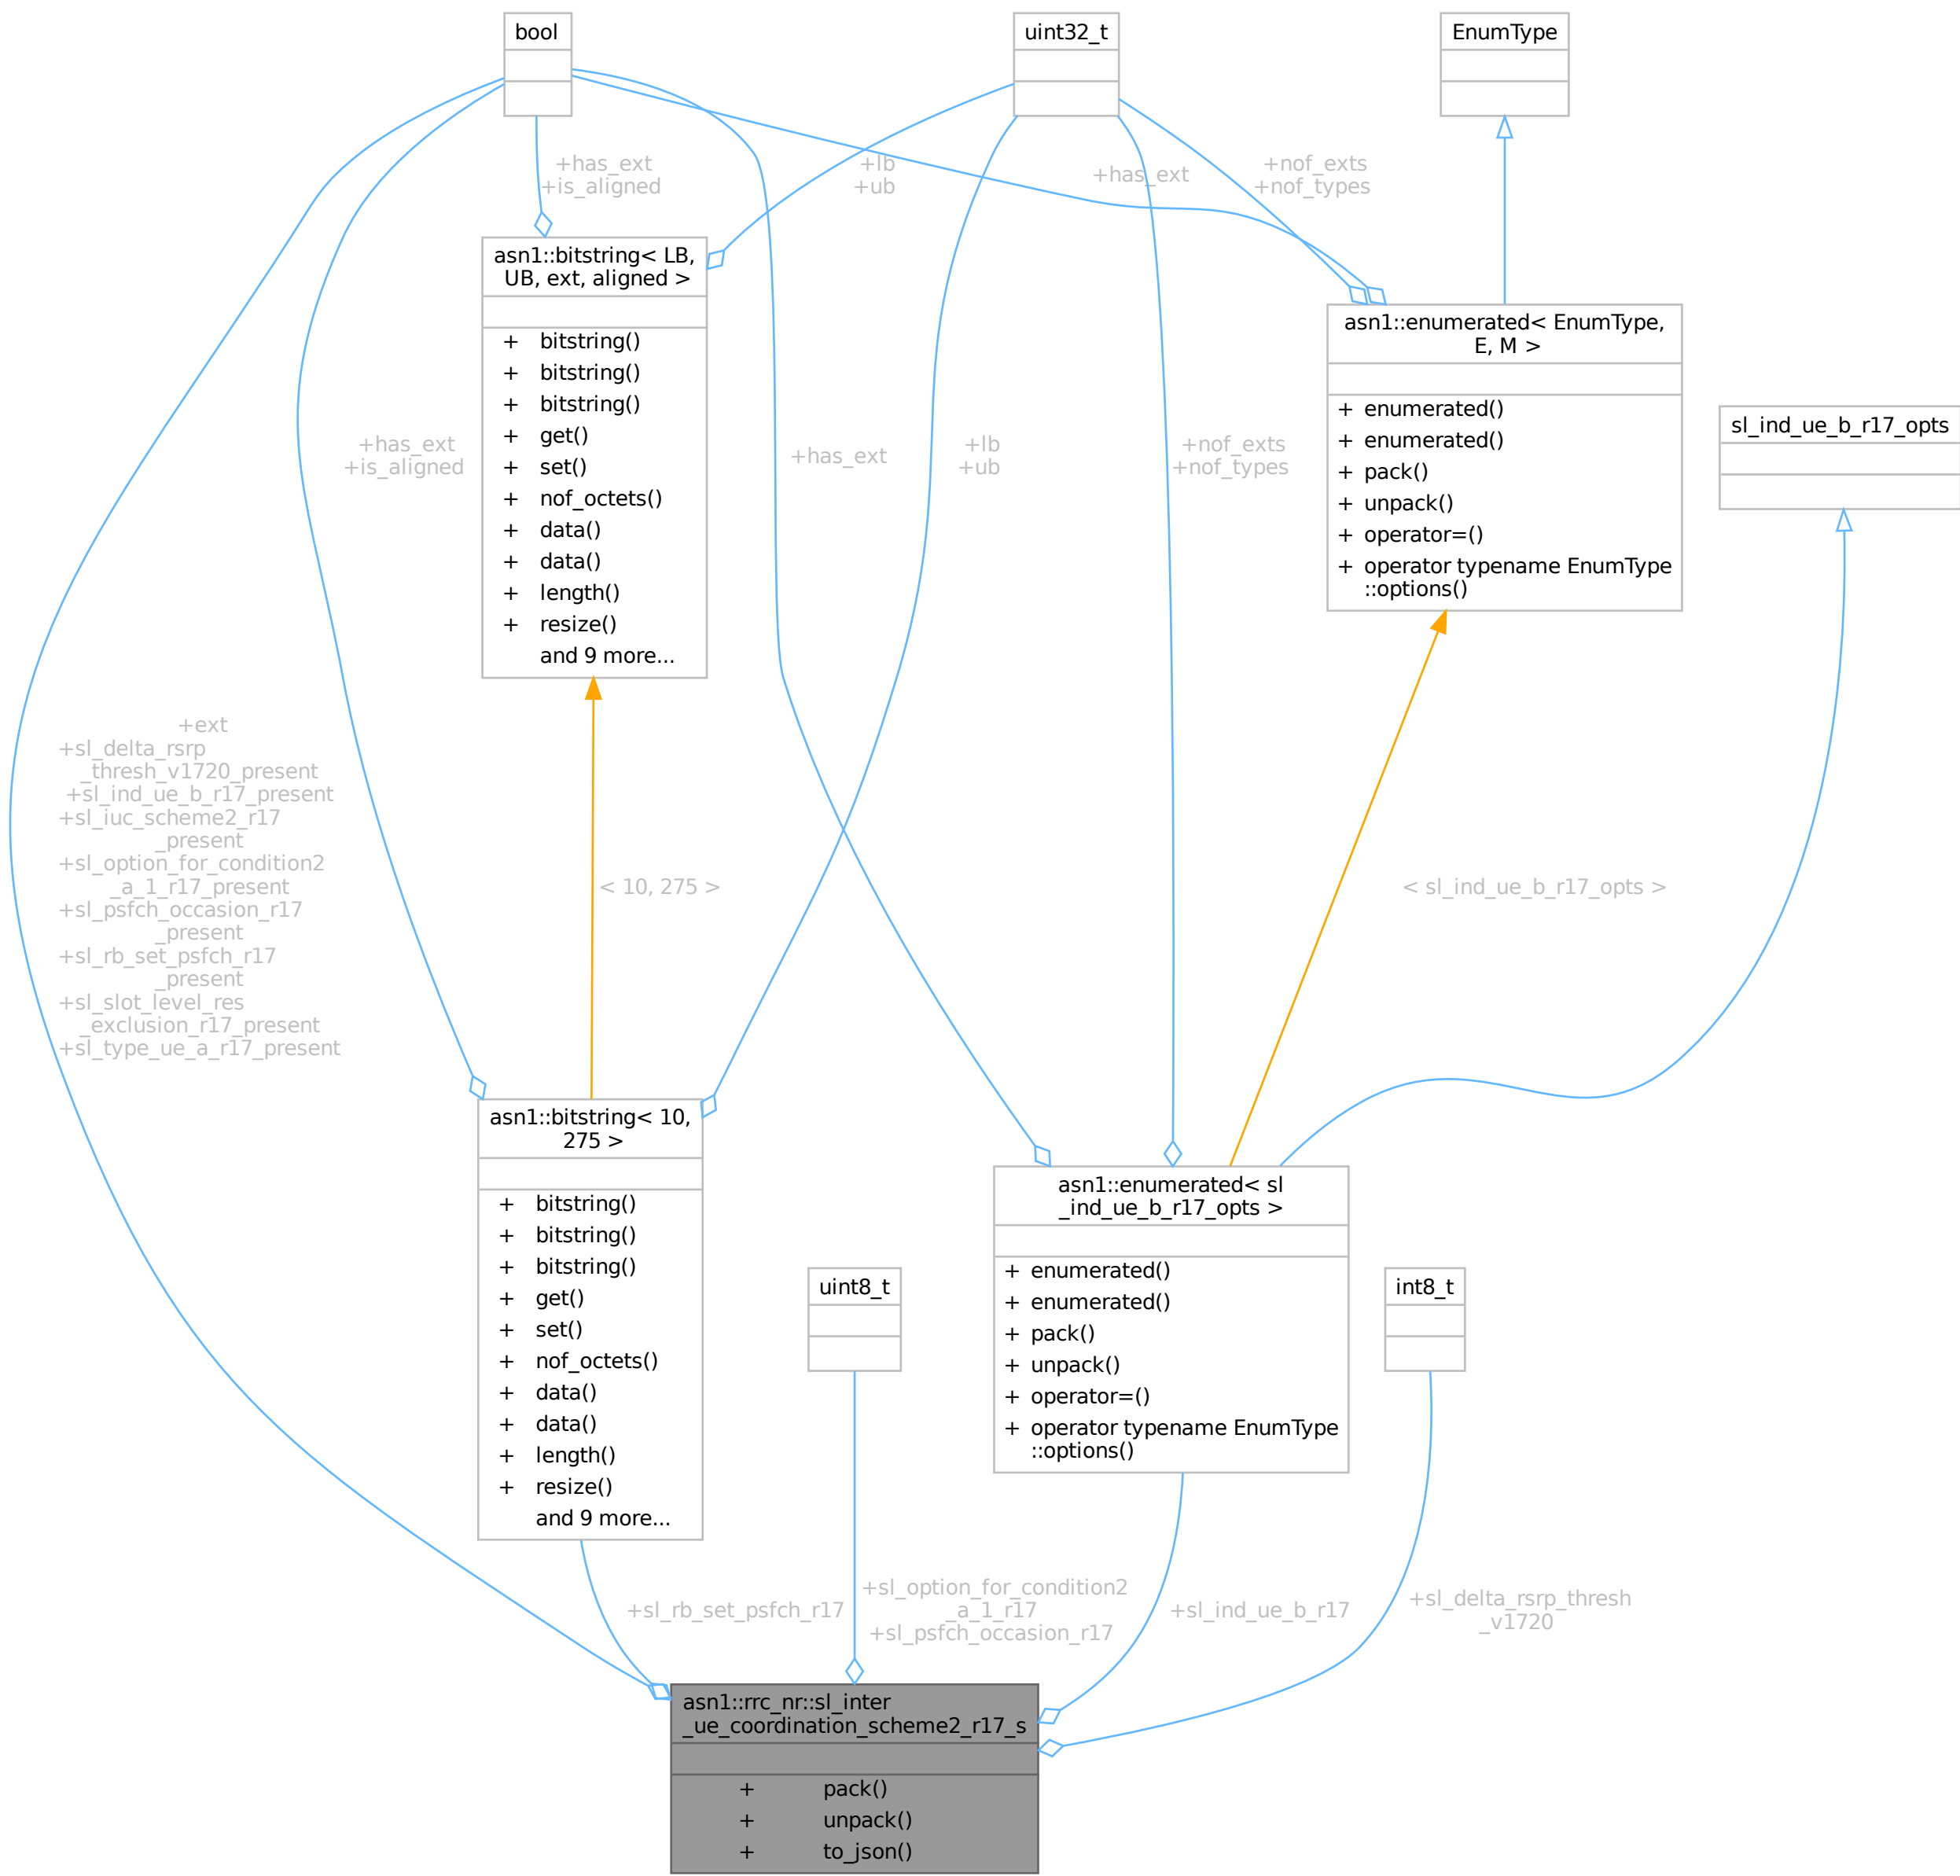 bool
uint32_t
EnumType
+has_ext
+is_aligned
+lb
+ub
+has_ext
+nof_exts
+nof_types
asn1::bitstring< LB,
UB, ext, aligned >
+ bitstring()
+ bitstring()
+ bitstring()
+ get()
+ set()
+ nof_octets()
+ data()
+ data()
+ length()
+ resize()
and 9 more...
asn1::enumerated< EnumType,
E, M >
+ enumerated()
+ enumerated()
+ pack()
+ unpack()
+ operator=()
+ operator typename EnumType
::options()
sl_ind_ue_b_r17_opts
+has_ext
+is_aligned
+has_ext
+lb
+ub
+nof_exts
+nof_types
+ext
+sl_delta_rsrp
_thresh_v1720_present
+sl_ind_ue_b_r17_present
+sl_iuc_scheme2_r17
_present
+sl_option_for_condition2
_a_1_r17_present
+sl_psfch_occasion_r17
_present
+sl_rb_set_psfch_r17
_present
+sl_slot_level_res
_exclusion_r17_present
+sl_type_ue_a_r17_present
< 10, 275 >
< sl_ind_ue_b_r17_opts >
asn1::bitstring< 10,
275 >
+ bitstring()
+ bitstring()
+ bitstring()
+ get()
+ set()
+ nof_octets()
+ data()
+ data()
+ length()
+ resize()
and 9 more...
uint8_t
asn1::enumerated< sl
_ind_ue_b_r17_opts >
+ enumerated()
+ enumerated()
+ pack()
+ unpack()
+ operator=()
+ operator typename EnumType
::options()
int8_t
+sl_rb_set_psfch_r17
+sl_option_for_condition2
_a_1_r17
+sl_psfch_occasion_r17
+sl_ind_ue_b_r17
+sl_delta_rsrp_thresh
_v1720
asn1::rrc_nr::sl_inter
_ue_coordination_scheme2_r17_s
+ pack()
+ unpack()
+ to_json()